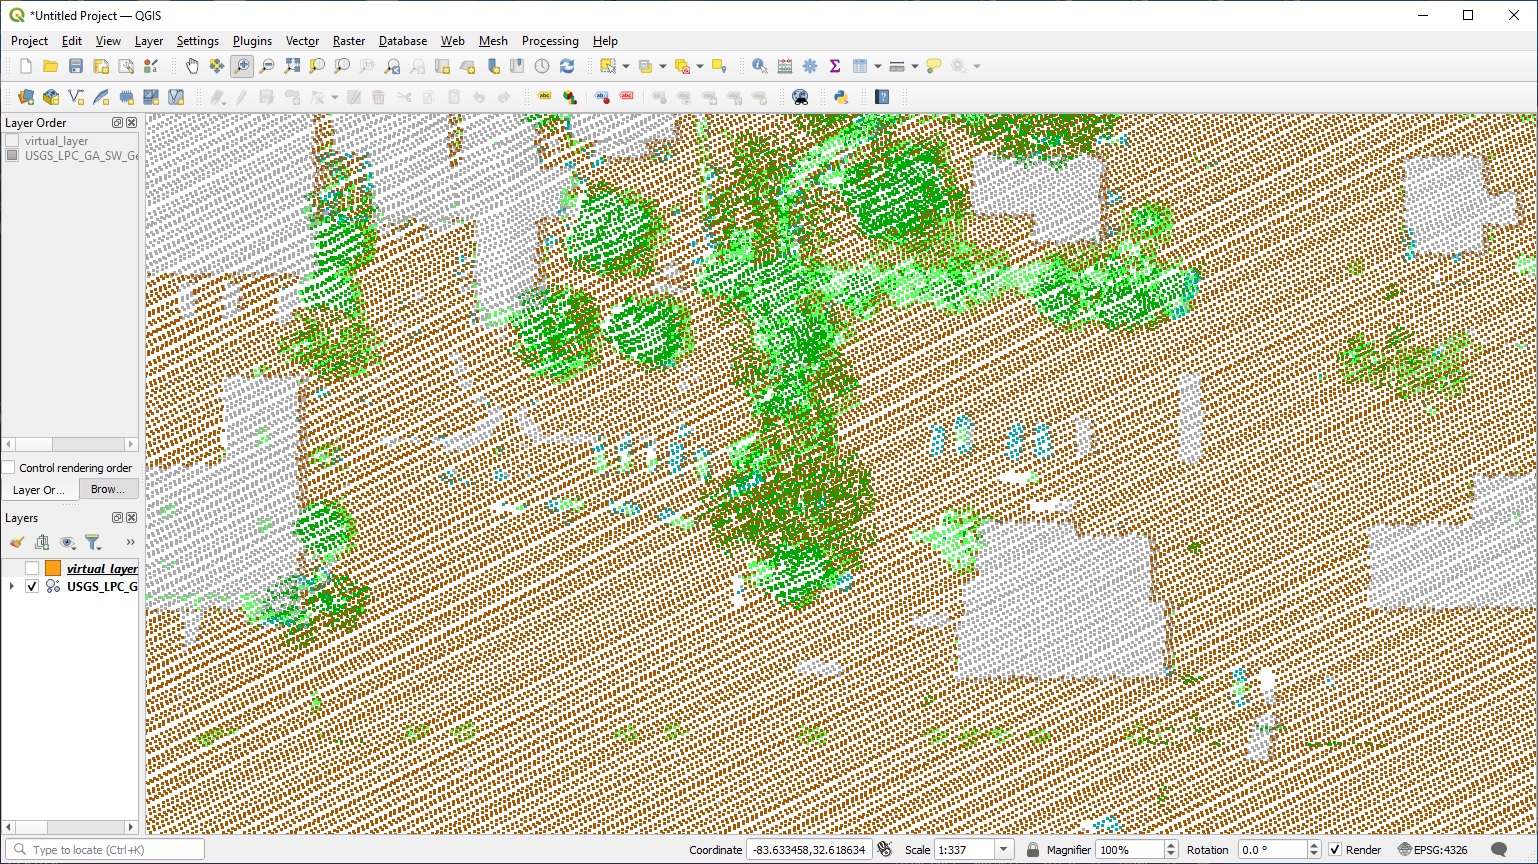 *Untitled Project — QGIS
Project Edit View Layer Settings Plugins Vector Raster Database Web Mesh Processing Help
Layer Order
virtual_layer
USGS_LPC_GA_SW_Ge
Control rendering order
Layer Or... Brow...
Layers
virtual_layer
USGS_LPC_G
Type to locate (Ctrl+K)
Coordinate -83.633458,32.618634 Scale 1:337 Magnifier 100% Rotation 0.0 ° Render EPSG:4326